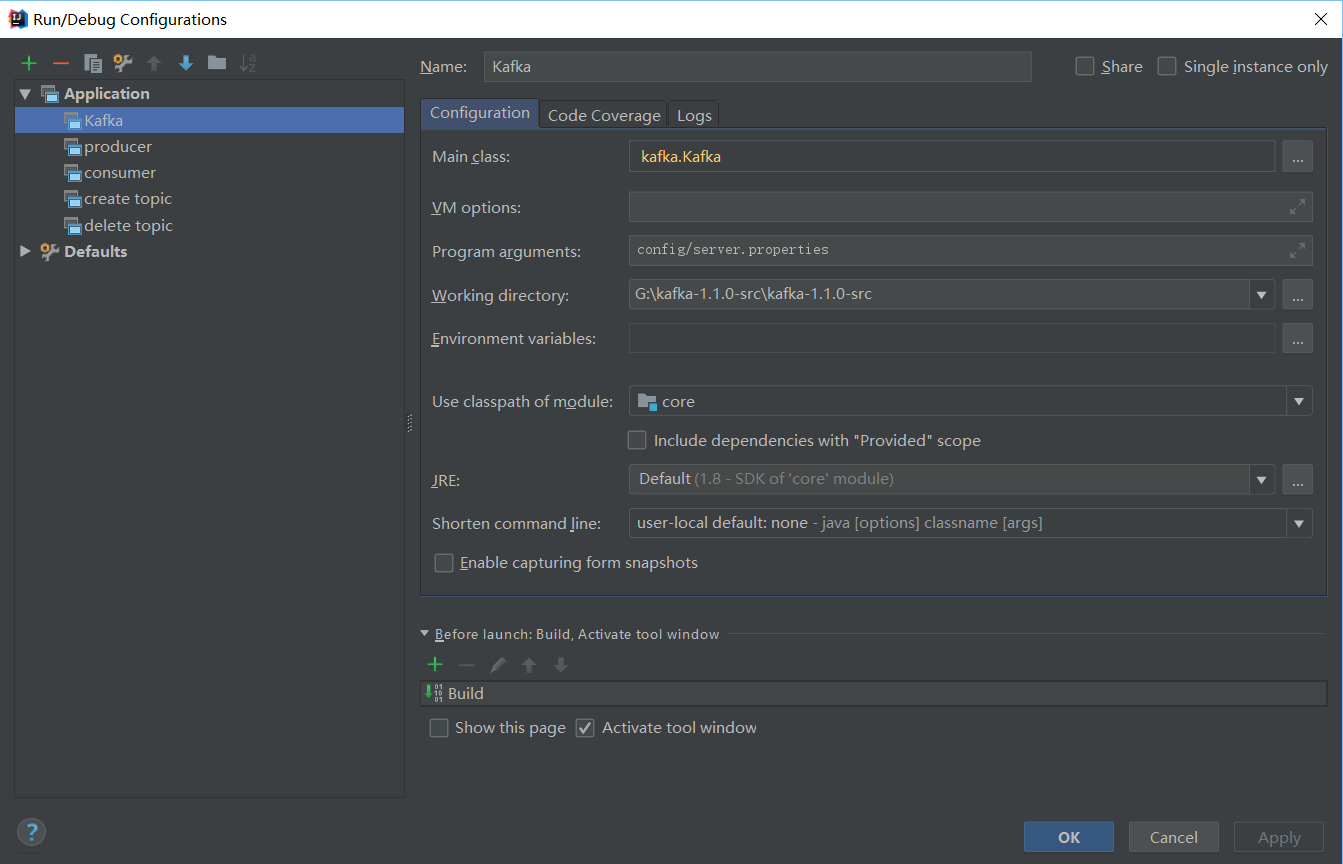 Run/Debug Configurations
Application
Kafka
producer
consumer
create topic
delete topic
Defaults
Name: Kafka
Share
Single instance only
Configuration
Code Coverage
Logs
Main class: kafka.Kafka ...
VM options:
Program arguments: config/server.properties
Working directory: G:\kafka-1.1.0-src\kafka-1.1.0-src ...
Environment variables: ...
Use classpath of module: core
Include dependencies with "Provided" scope
JRE: Default (1.8 - SDK of 'core' module) ...
Shorten command line: user-local default: none - java [options] classname [args]
Enable capturing form snapshots
Before launch: Build, Activate tool window
Build
Show this page
Activate tool window
?
OK
Cancel
Apply